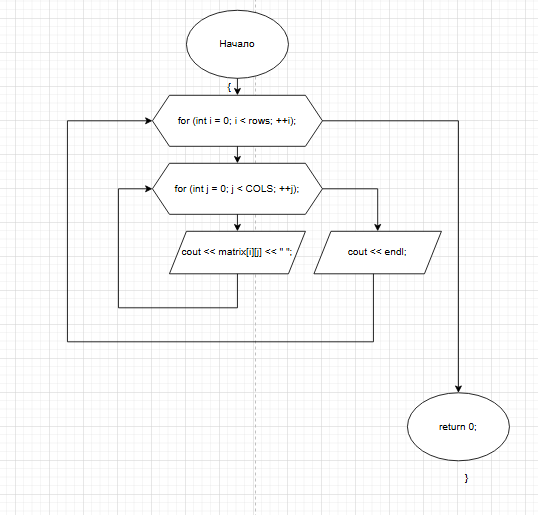 Начало
{
for (int i = 0; i < rows; ++i);
for (int j = 0; j < COLS; ++j);
cout << matrix[i][j] << " ";
cout << endl;
return 0;
}